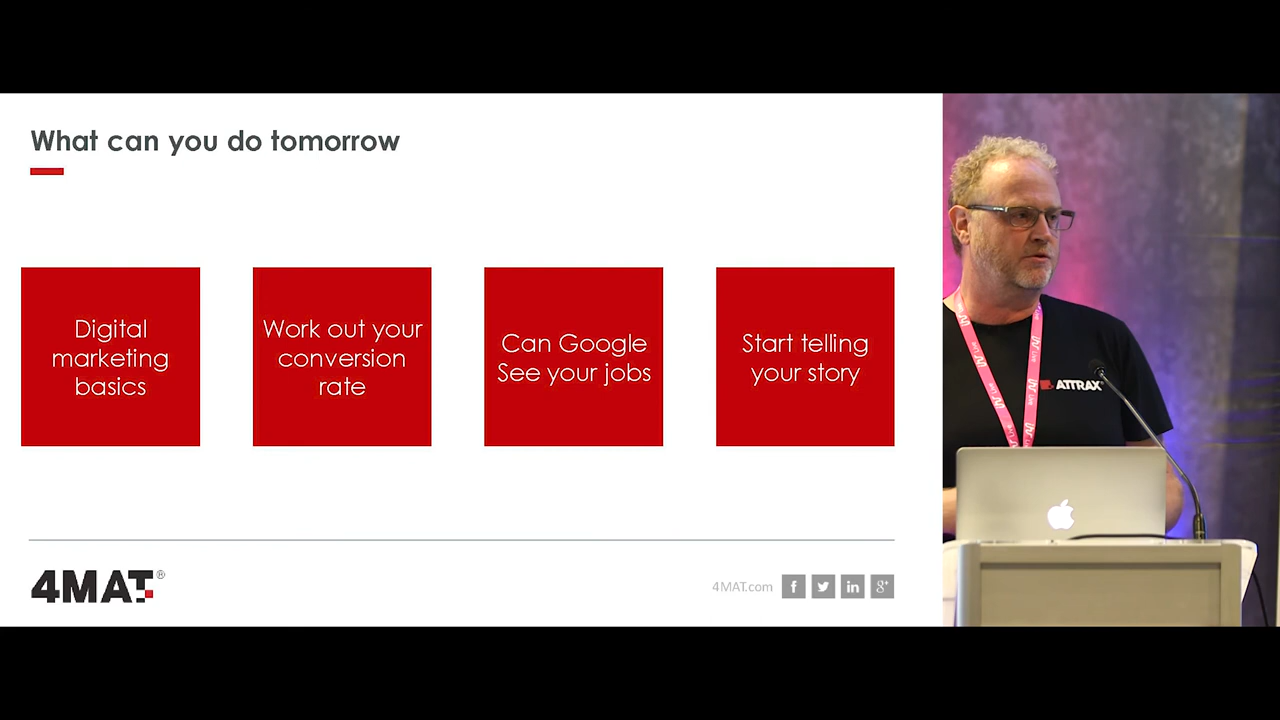 What can you do tomorrow
Digital
marketing
basics
Work out your
conversion
rate
Can Google
See your jobs
Start telling
your story
4MAT®
4MAT.com
f
in
g+
ATTRAX